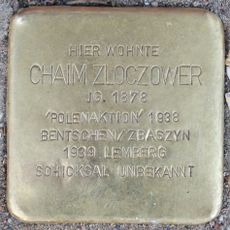 HIER WOHNTE
CHAIM ZLOCZOWER
JG. 1878
'POLENAKTION' 1938
BENTSCHEN/ZBASZYN
1939 LEMBERG
SCHICKSAL UNBEKANNT